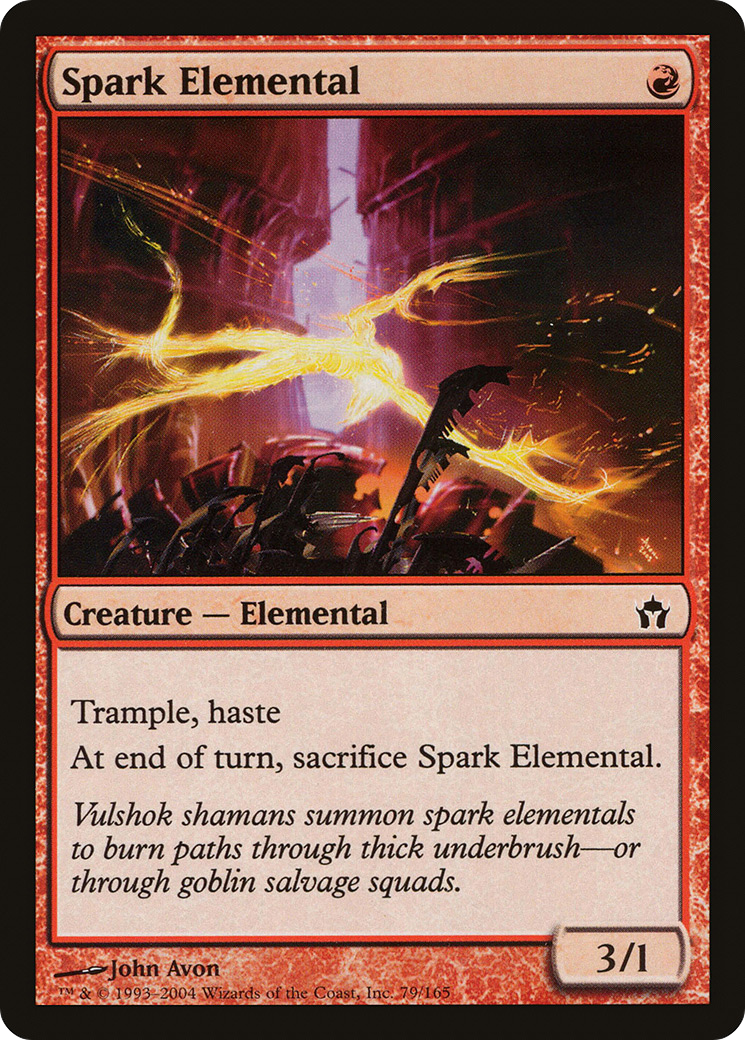 Spark Elemental
Creature — Elemental
Trample, haste
At end of turn, sacrifice Spark Elemental.
Vulshok shamans summon spark elementals
to burn paths through thick underbrush—or
through goblin salvage squads.
3/1
John Avon
™ & © 1993–2004 Wizards of the Coast, Inc. 79/165